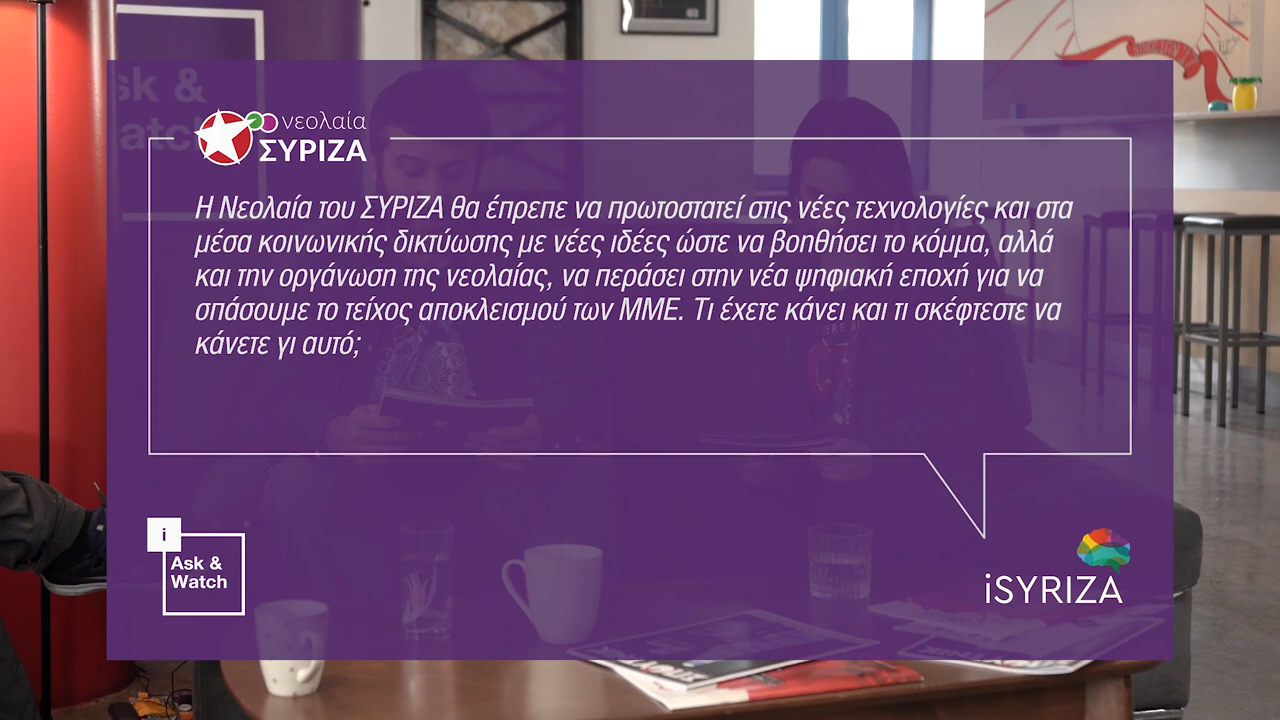 νεολαία
ΣΥΡΙΖΑ
Η Νεολαία του ΣΥΡΙΖΑ θα έπρεπε να πρωτοστατεί στις νέες τεχνολογίες και στα
μέσα κοινωνικής δικτύωσης με νέες ιδέες ώστε να βοηθήσει το κόμμα, αλλά
και την οργάνωση της νεολαίας, να περάσει στην νέα ψηφιακή εποχή για να
σπάσουμε το τείχος αποκλεισμού των ΜΜΕ. Τι έχετε κάνει και τι σκέφτεστε να
κάνετε γι αυτό;
i
Ask &
Watch
iSYRIZA